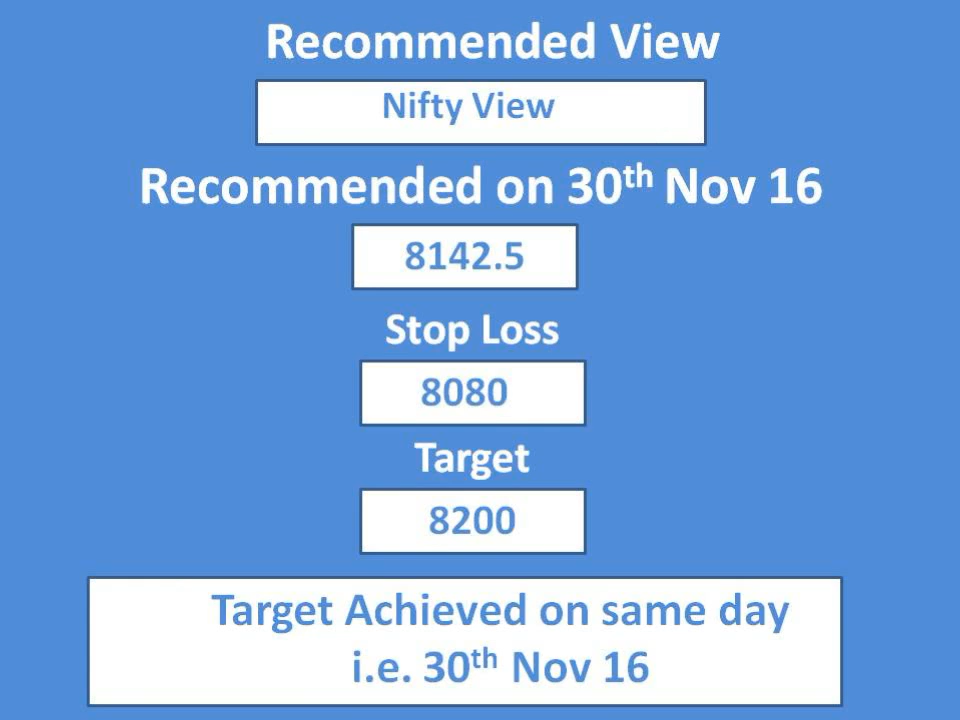 Recommended View
Nifty View
Recommended on 30th Nov 16
8142.5
Stop Loss
8080
Target
8200
Target Achieved on same day
i.e. 30th Nov 16